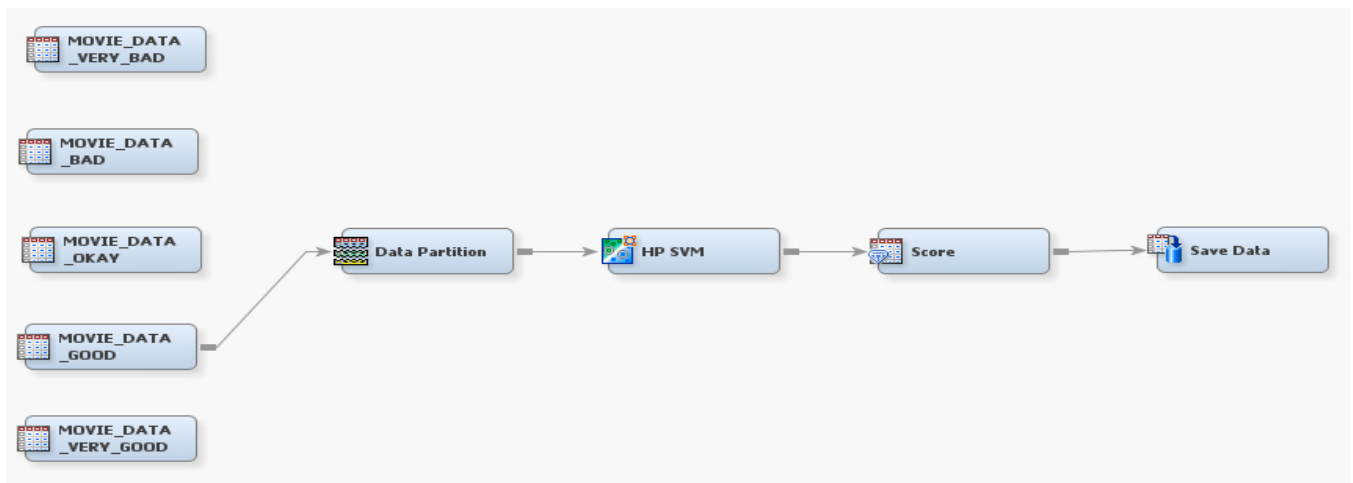 MOVIE_DATA
_VERY_BAD
MOVIE_DATA
_BAD
MOVIE_DATA
_OKAY
MOVIE_DATA
_GOOD
MOVIE_DATA
_VERY_GOOD
Data Partition
HP SVM
Score
Save Data